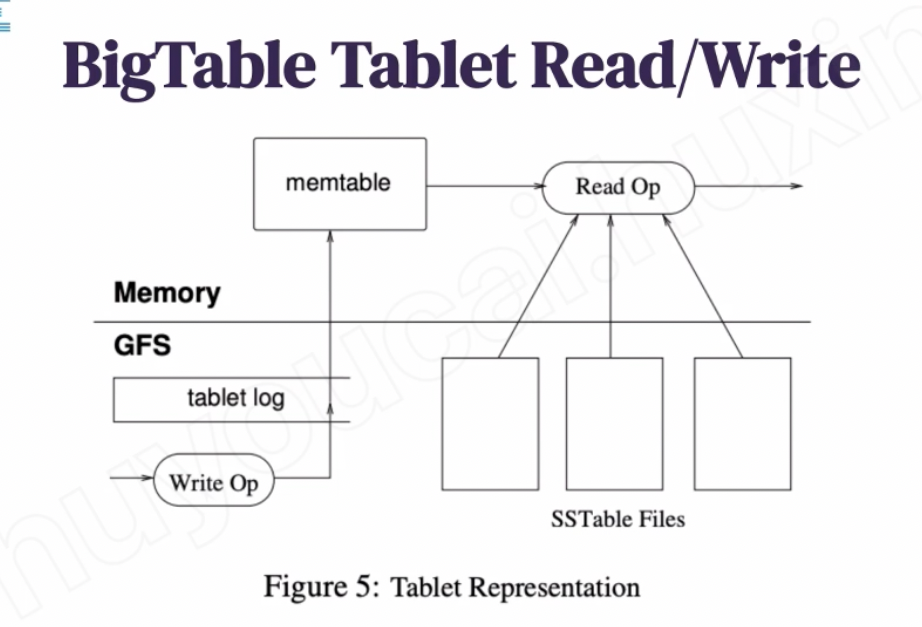 BigTable Tablet Read/Write
memtable
Read Op
Memory
GFS
tablet log
Write Op
SSTable Files
Figure 5: Tablet Representation